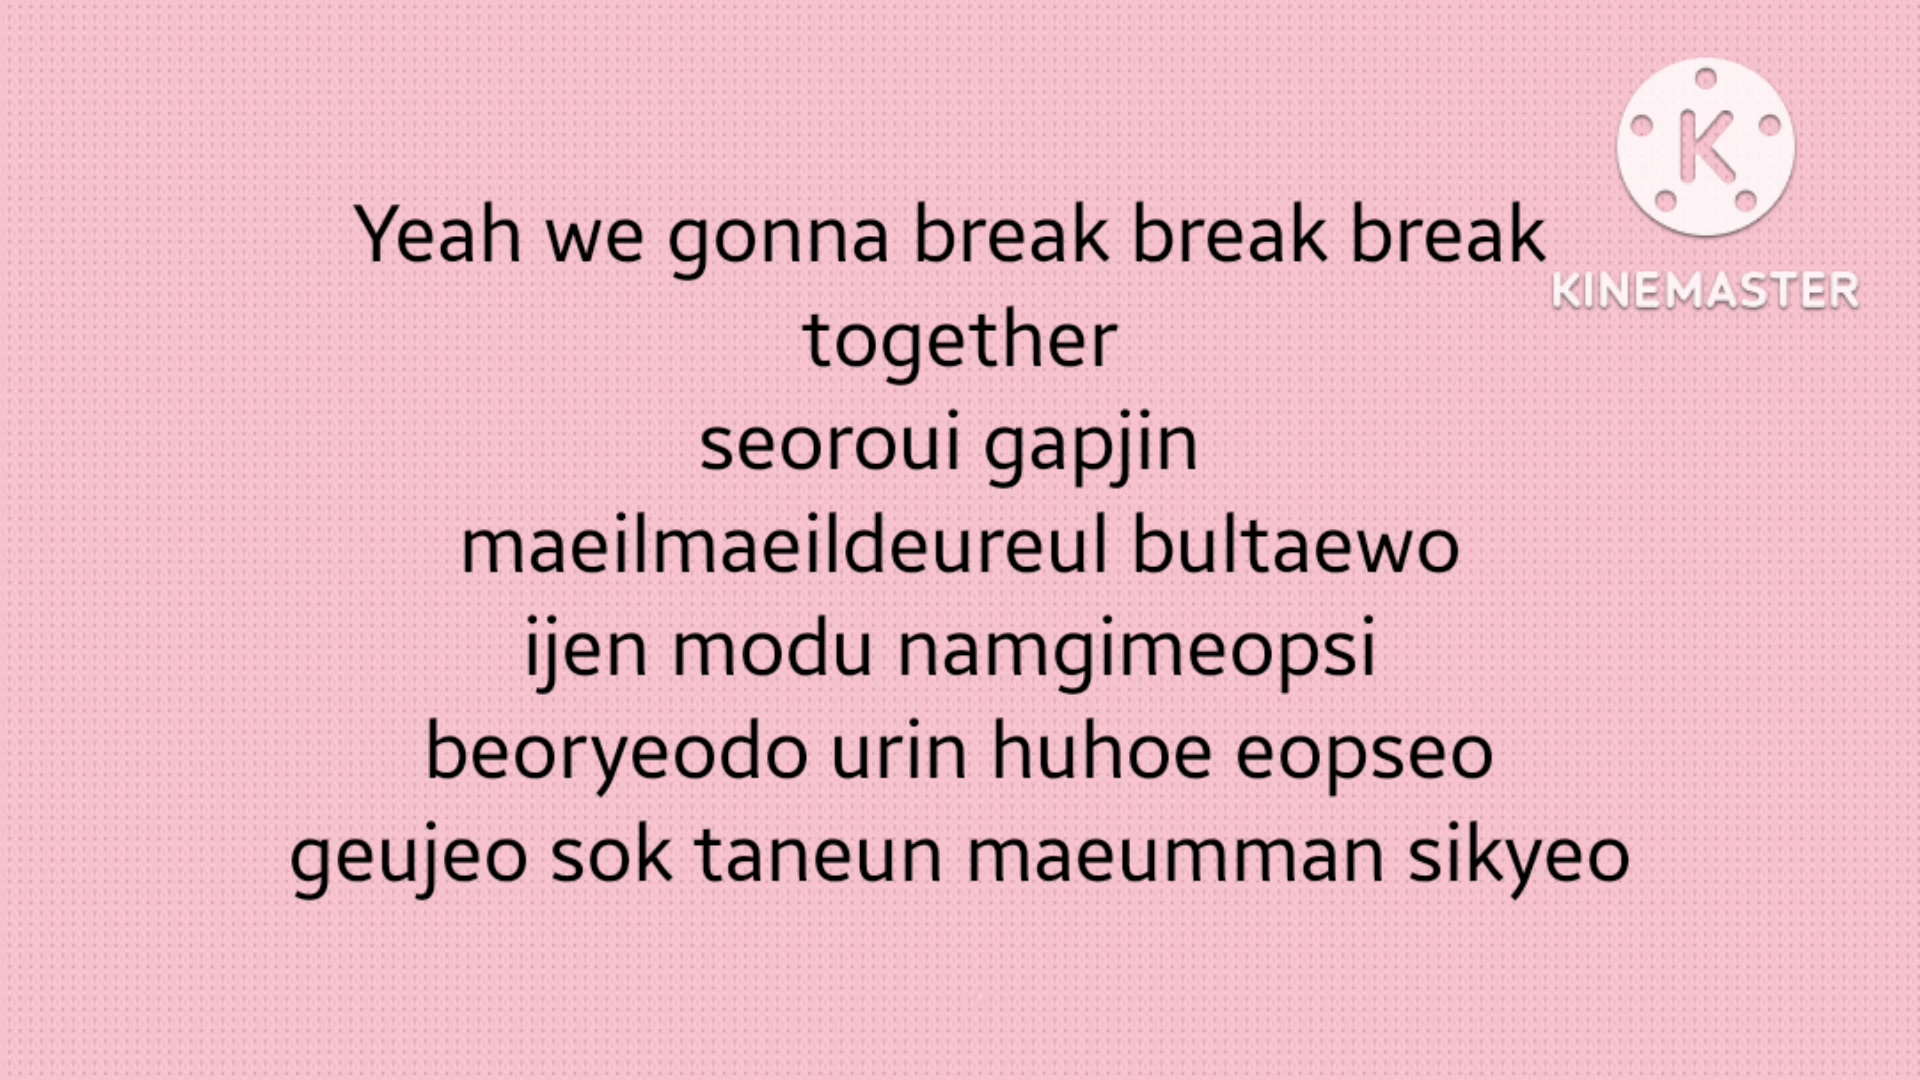 Yeah we gonna break break break
together
seoroui gapjin
maeilmaeildeureul bultaewo
ijen modu namgimeopsi
beoryeodo urin huhoe eopseo
geujeo sok taneun maeumman sikyeo
K
KINEMASTER